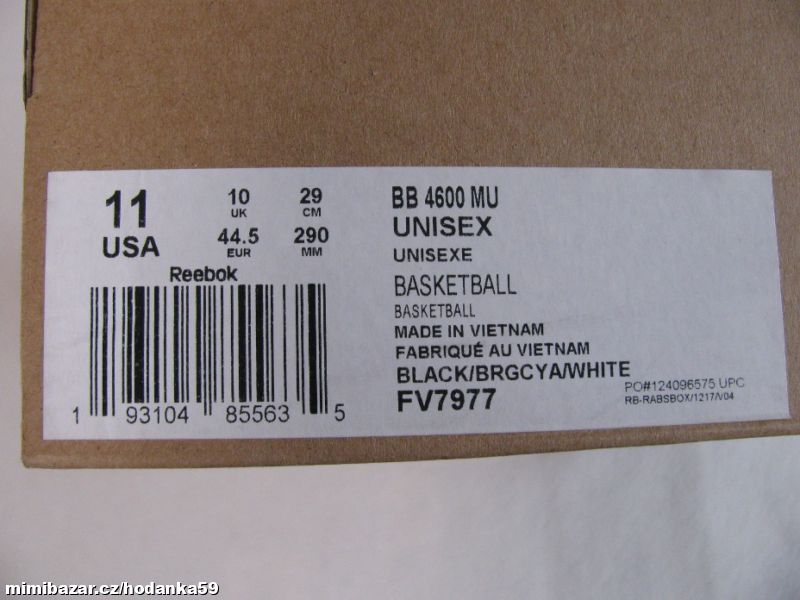 11
USA
10
UK
29
CM
44.5
EUR
290
MM
Reebok
1 93104 85563 5
BB 4600 MU
UNISEX
UNISEXE
BASKETBALL
BASKETBALL
MADE IN VIETNAM
FABRIQUÉ AU VIETNAM
BLACK/BRGCYA/WHITE
FV7977
PO#124096575 UPC
RB-RABSBOX/1217/V04
mimibazar.cz/hodanka59